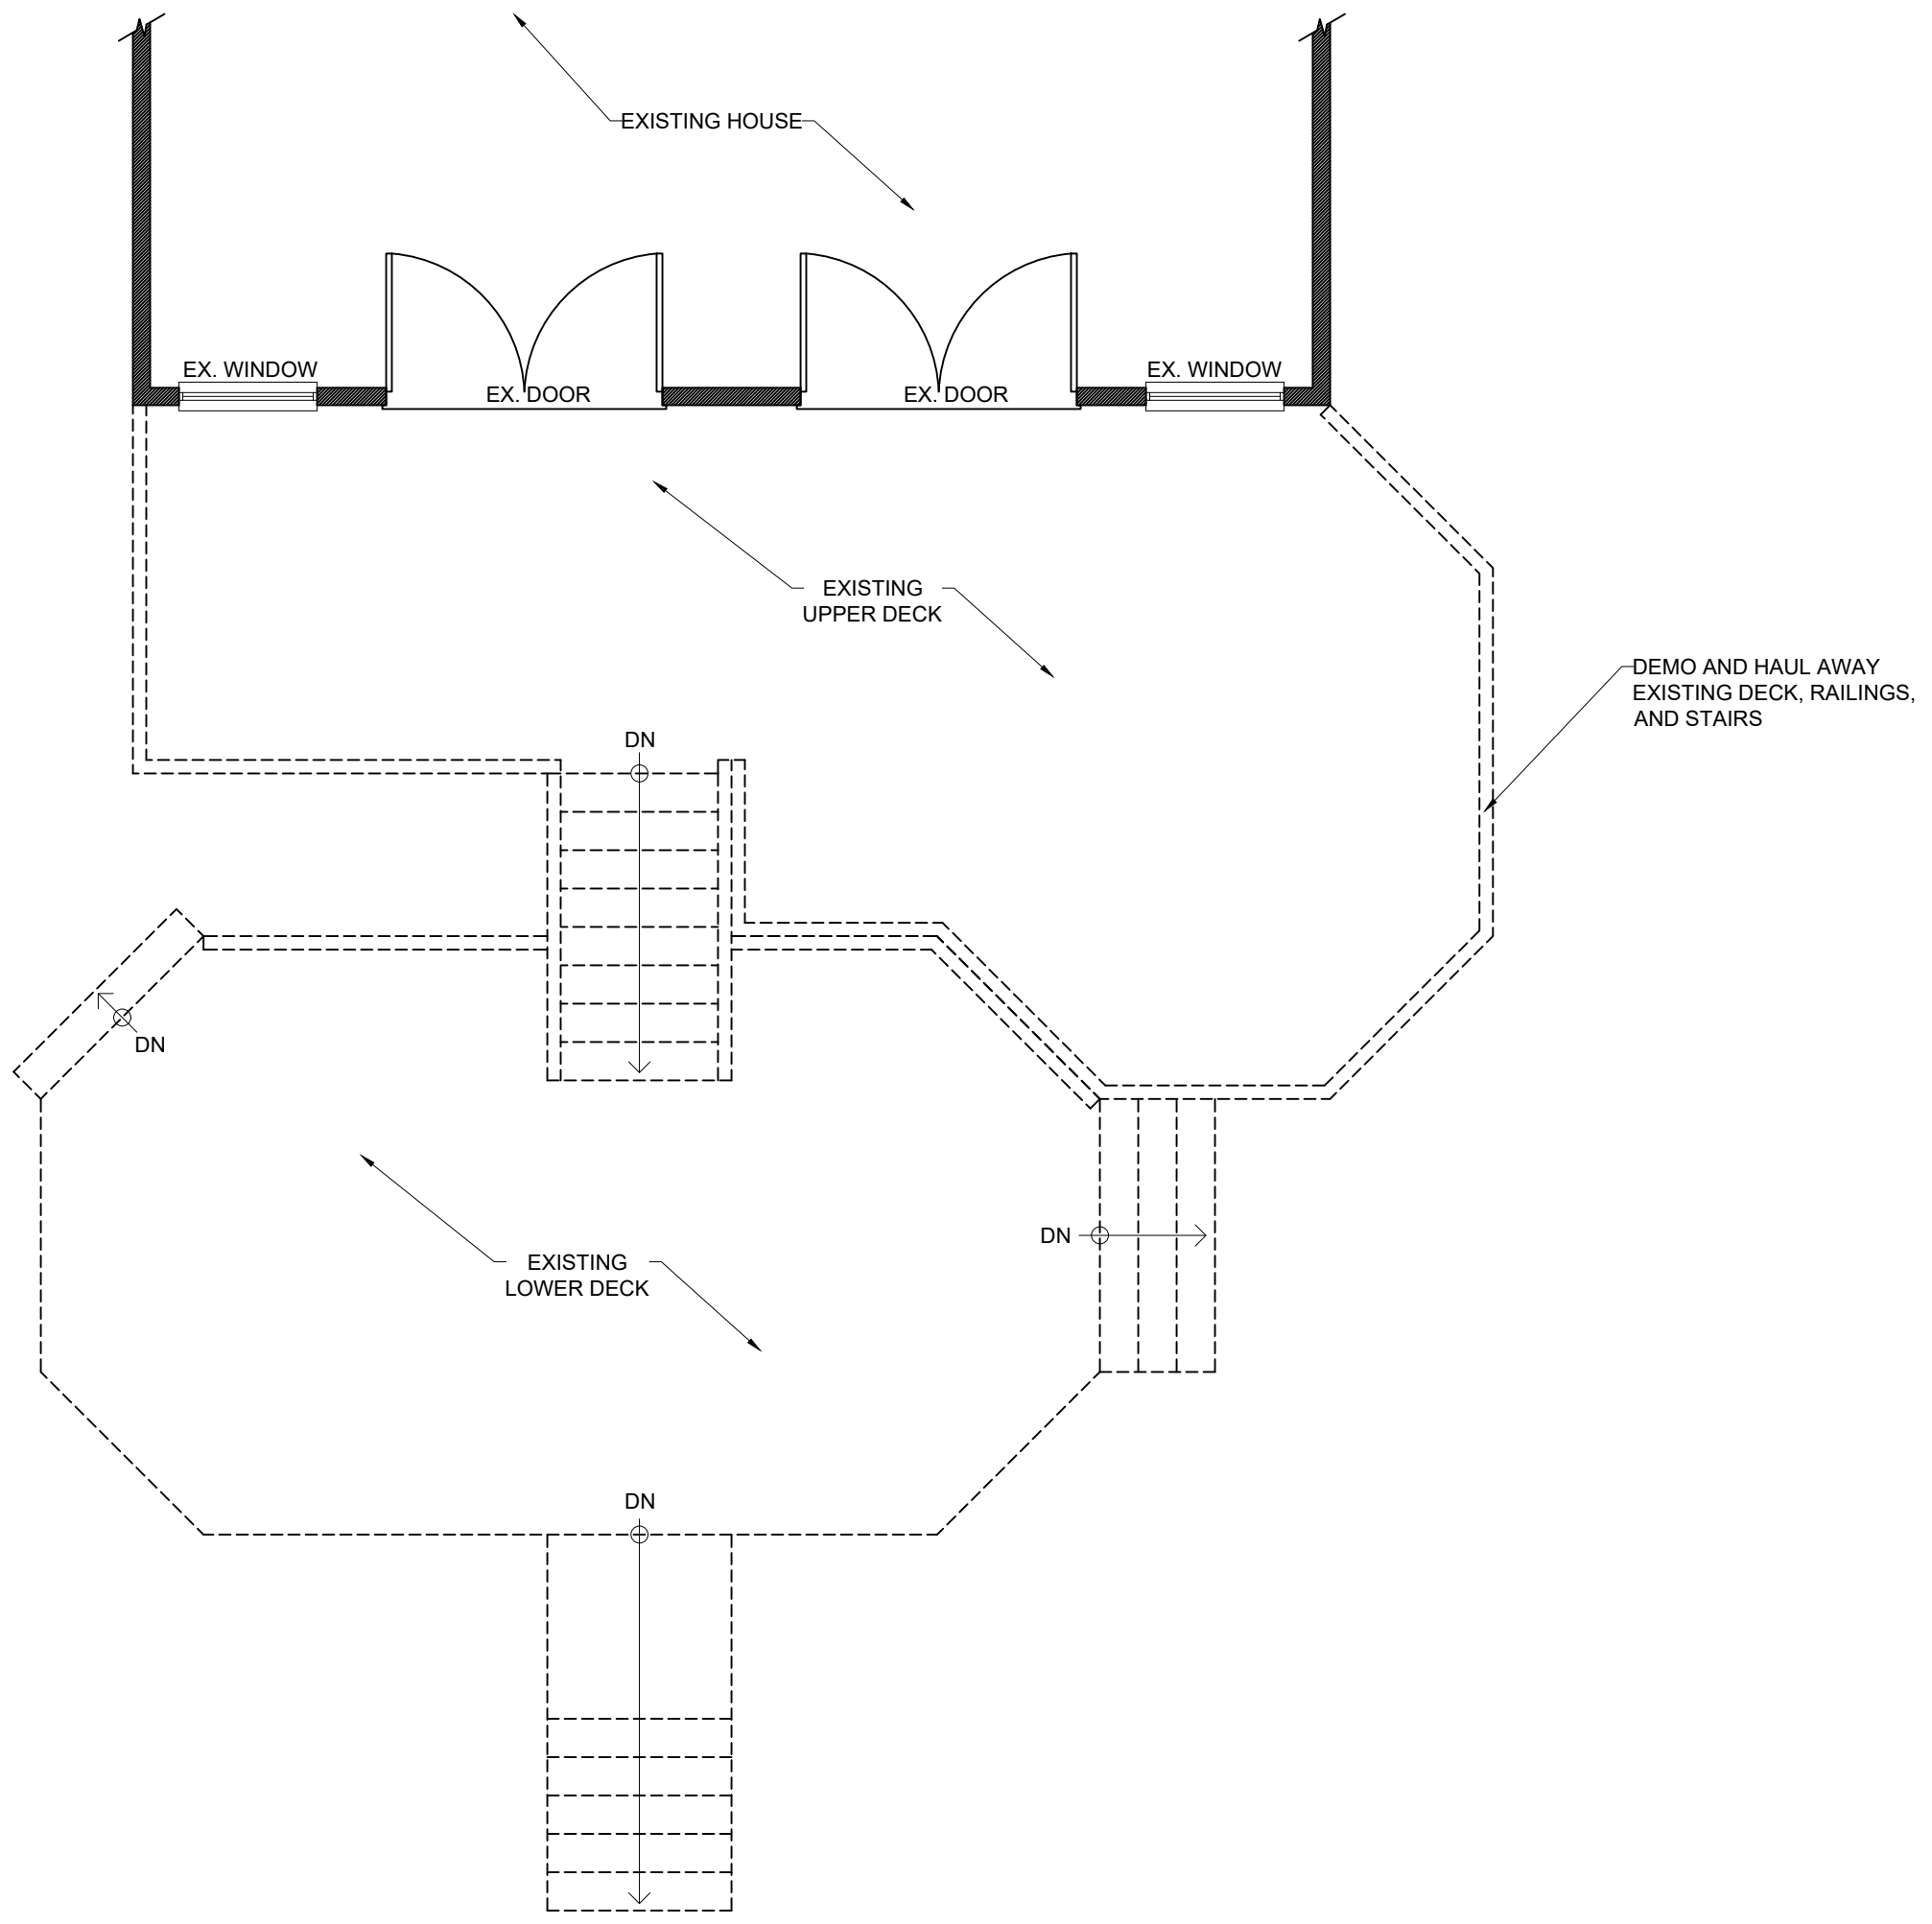 EXISTING HOUSE
EX. WINDOW
EX. DOOR
EX. DOOR
EX. WINDOW
EXISTING
UPPER DECK
DEMO AND HAUL AWAY
EXISTING DECK, RAILINGS,
AND STAIRS
DN
DN
DN
EXISTING
LOWER DECK
DN